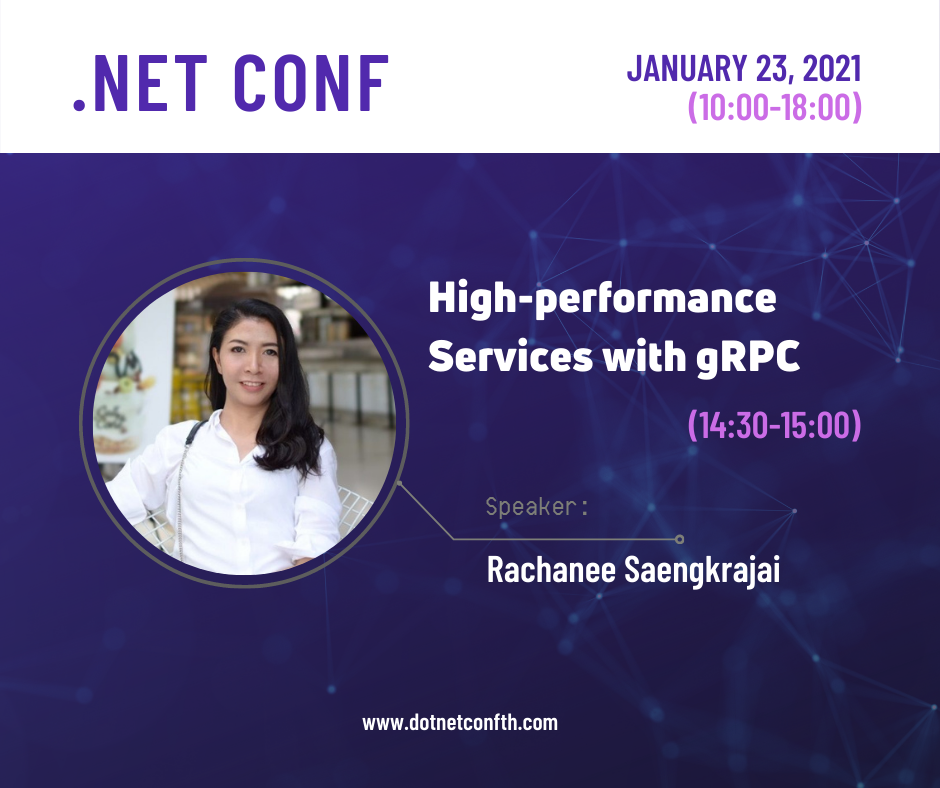 .NET CONF
JANUARY 23, 2021
(10:00-18:00)
High-performance
Services with gRPC
(14:30-15:00)
Speaker:
Rachanee Saengkrajai
www.dotnetconfth.com